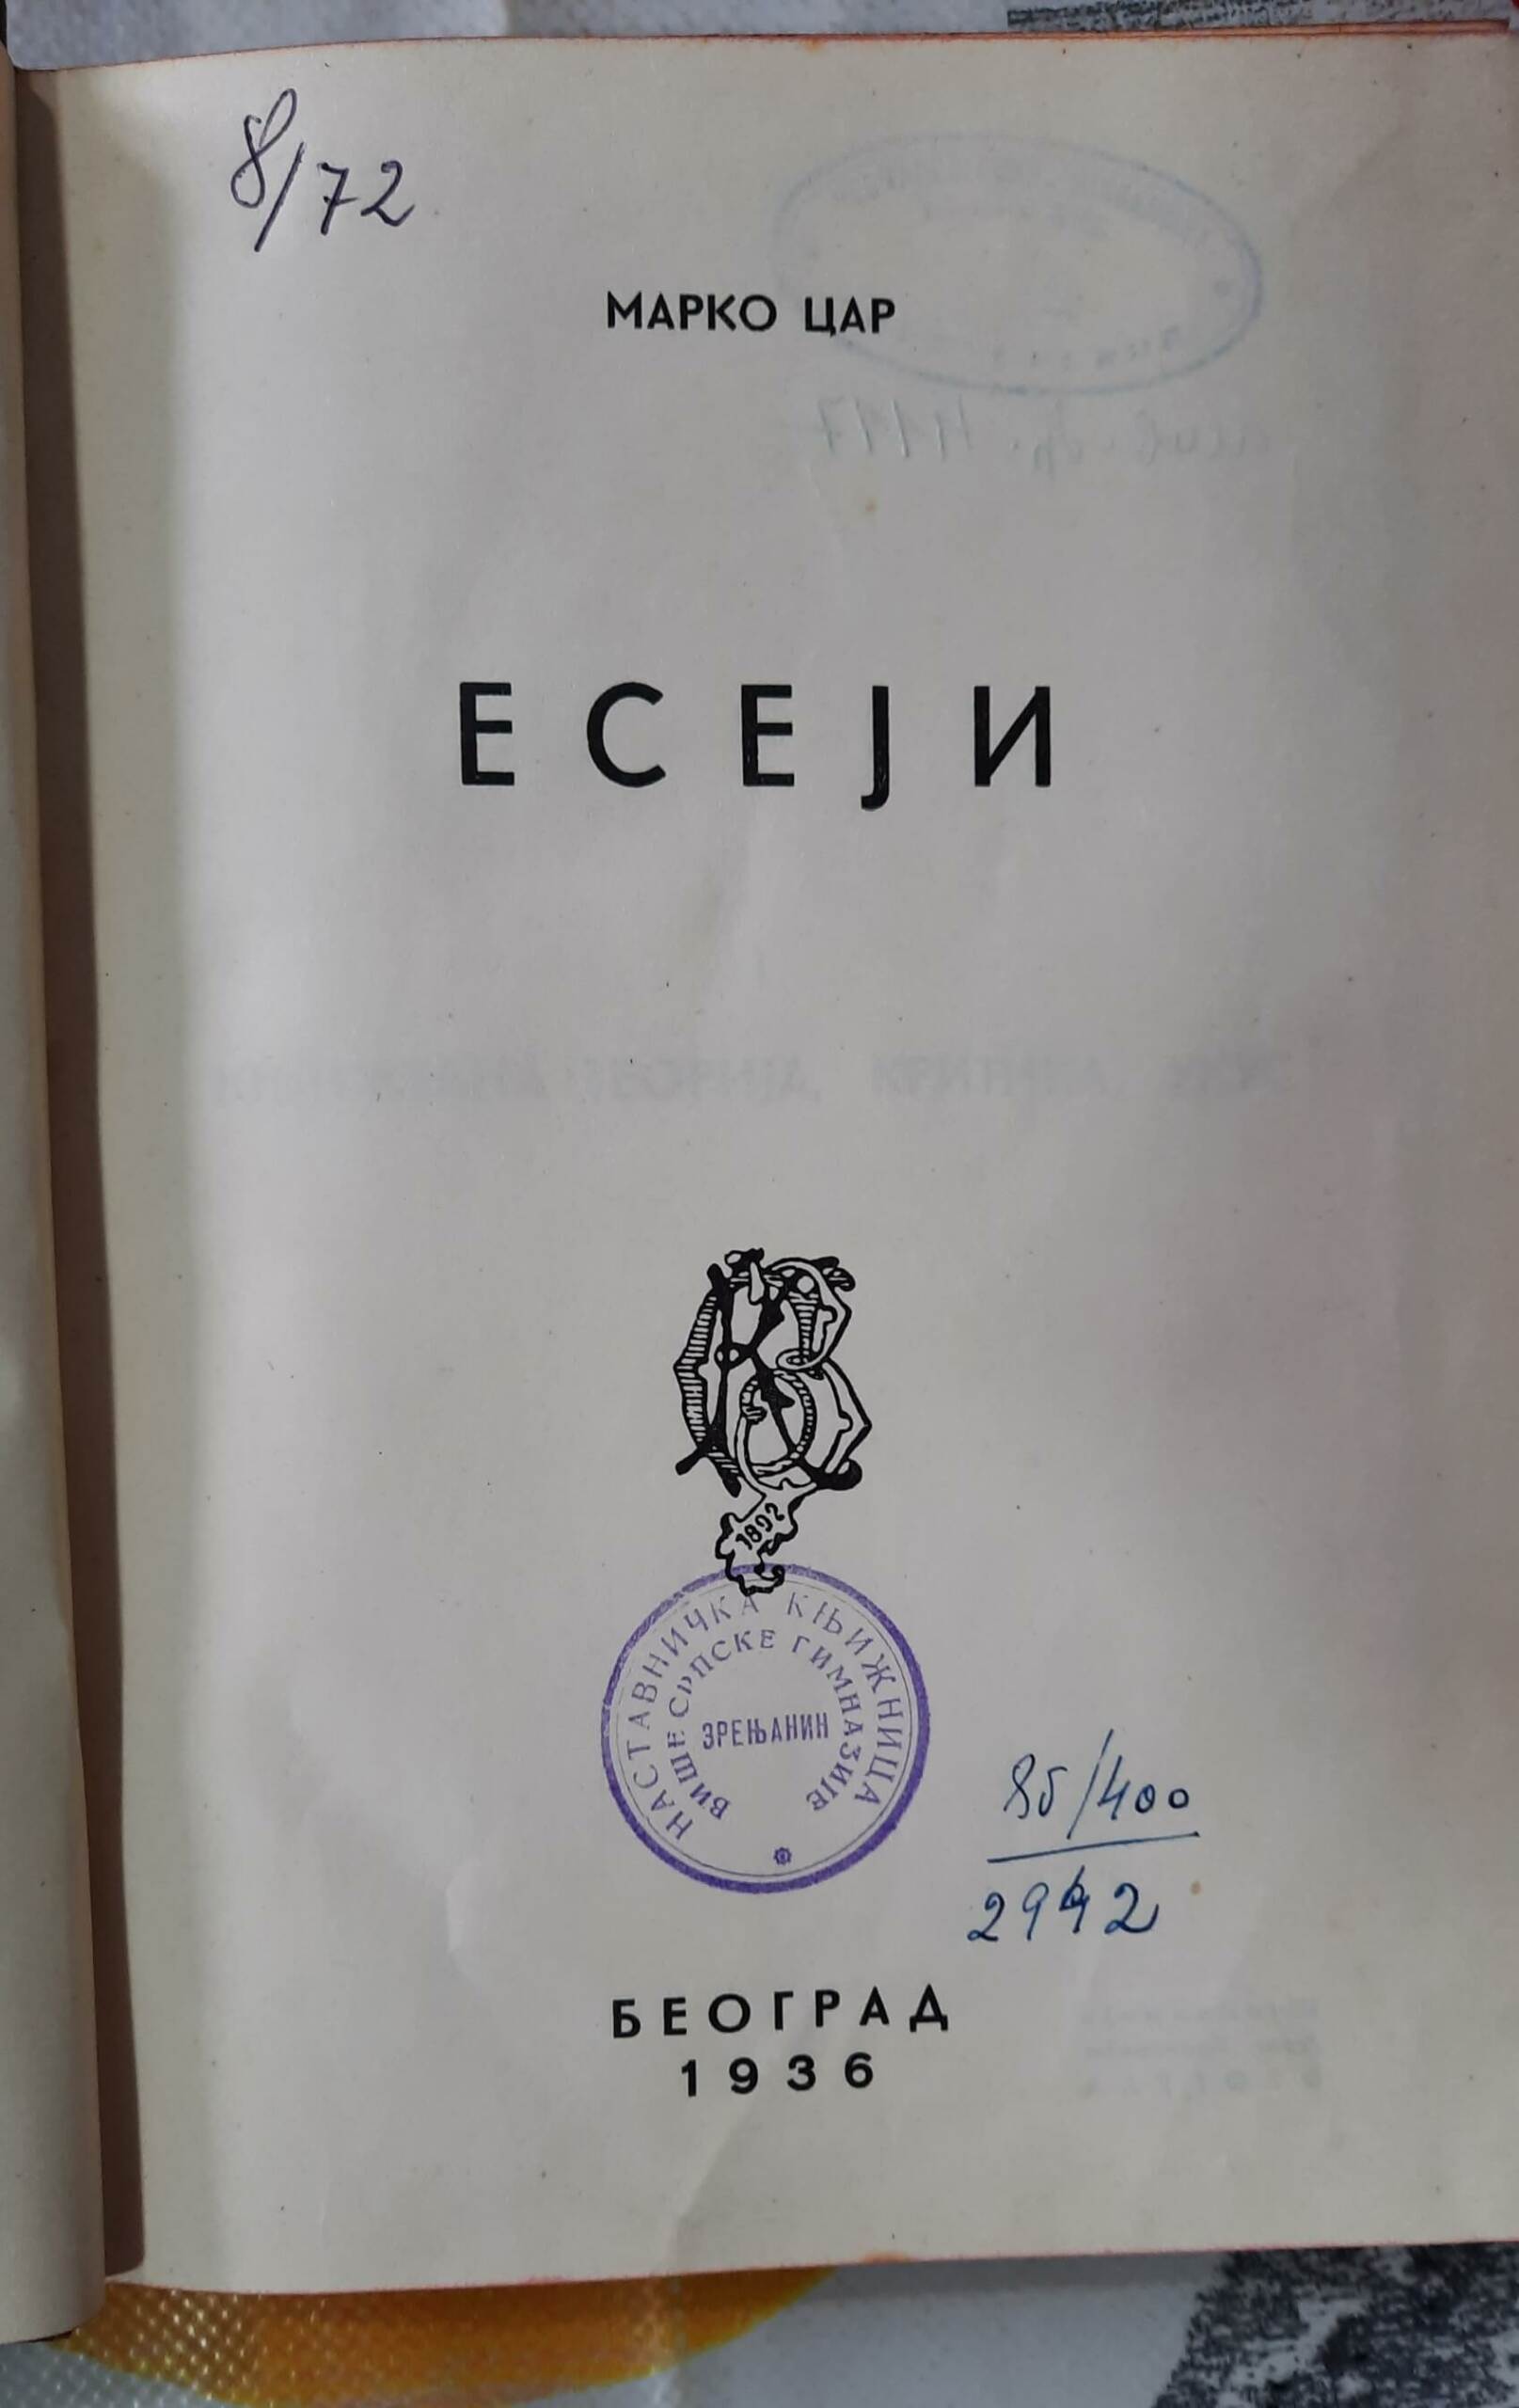 8/72
МАРКО ЦАР
ЕСЕЈИ
1892
НАСТАВНИЧКА КЊИЖНИЦА
ВИШЕ СРПСКЕ ГИМНАЗИЈЕ
ЗРЕЊАНИН
85/400
2942
БЕОГРАД
1936